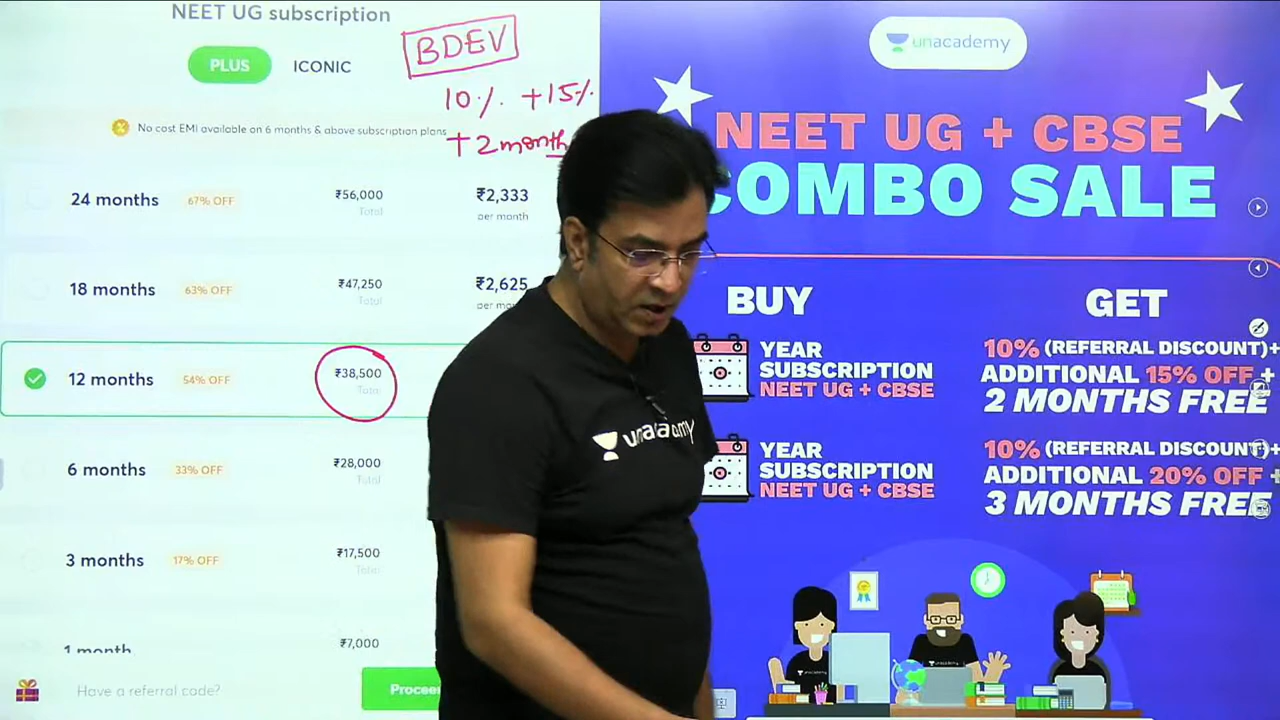 NEET UG subscription
PLUS
ICONIC
BDEV
10% +15%
+ 2 month
No cost EMI available on 6 months & above subscription plans
24 months 67% OFF ₹56,000 ₹2,333
Total per month
18 months 63% OFF ₹47,250 ₹2,625
Total
12 months 54% OFF ₹38,500
Total
6 months 33% OFF ₹28,000
Total
3 months 17% OFF ₹17,500
Total
1 month ₹7,000
Have a referral code?
unacademy
unacademy
NEET UG + CBSE
COMBO SALE
BUY
GET
YEAR
SUBSCRIPTION
NEET UG + CBSE
10% (REFERRAL DISCOUNT)+
ADDITIONAL 15% OFF +
2 MONTHS FREE
YEAR
SUBSCRIPTION
NEET UG + CBSE
10% (REFERRAL DISCOUNT)+
ADDITIONAL 20% OFF +
3 MONTHS FREE